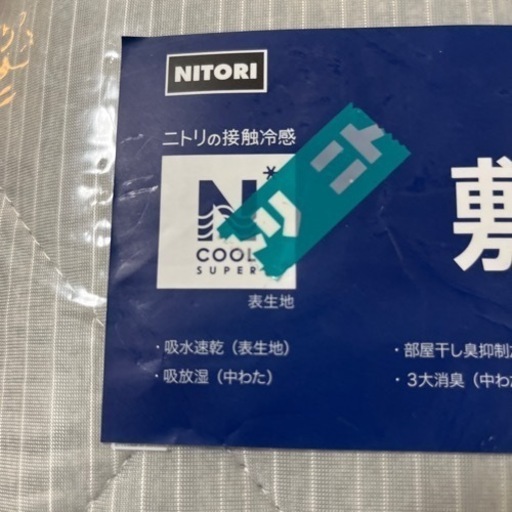 NITORI
ニトリの接触冷感
N*
COOL
SUPER
表生地
・吸水速乾（表生地）
・吸放湿（中わた）
敷
・部屋干し臭抑制
・3大消臭（中わ